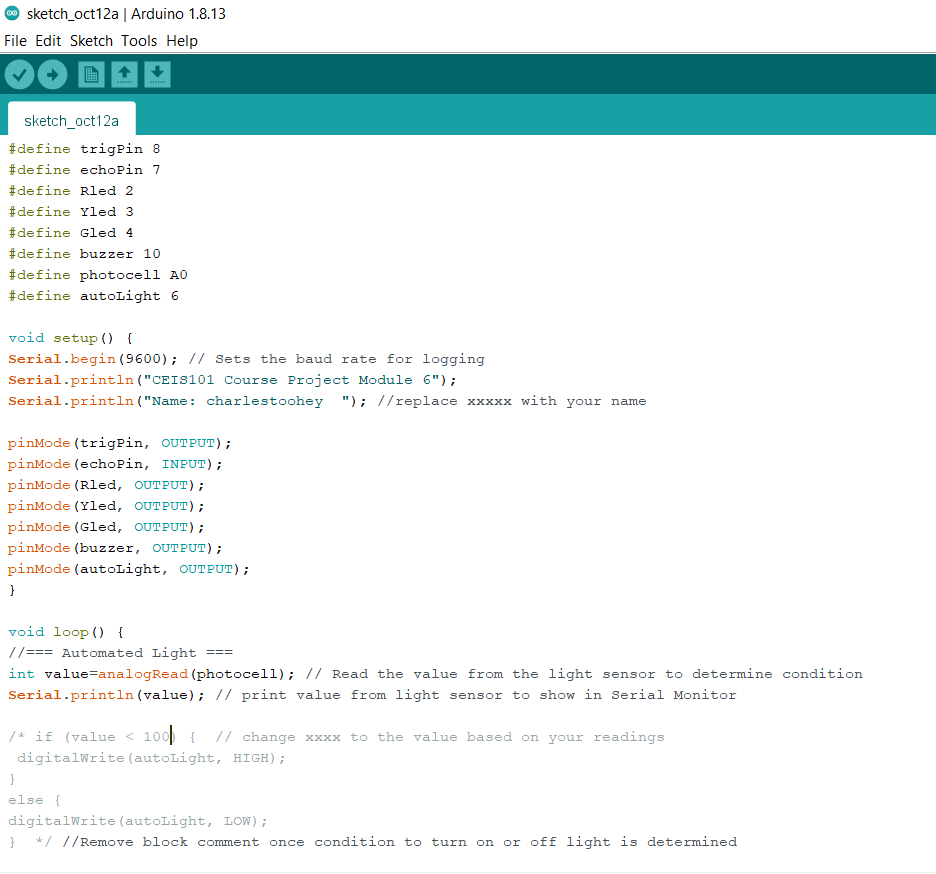 sketch_oct12a | Arduino 1.8.13
File Edit Sketch Tools Help
sketch_oct12a
#define trigPin 8
#define echoPin 7
#define Rled 2
#define Yled 3
#define Gled 4
#define buzzer 10
#define photocell A0
#define autoLight 6
void setup() {
Serial.begin(9600); // Sets the baud rate for logging
Serial.println("CEIS101 Course Project Module 6");
Serial.println("Name: charlestoohey  "); //replace xxxxx with your name
pinMode(trigPin, OUTPUT);
pinMode(echoPin, INPUT);
pinMode(Rled, OUTPUT);
pinMode(Yled, OUTPUT);
pinMode(Gled, OUTPUT);
pinMode(buzzer, OUTPUT);
pinMode(autoLight, OUTPUT);
}
void loop() {
//=== Automated Light ===
int value=analogRead(photocell); // Read the value from the light sensor to determine condition
Serial.println(value); // print value from light sensor to show in Serial Monitor
/* if (value < 100) {  // change xxxx to the value based on your readings
 digitalWrite(autoLight, HIGH);
}
else {
digitalWrite(autoLight, LOW);
}  */ //Remove block comment once condition to turn on or off light is determined